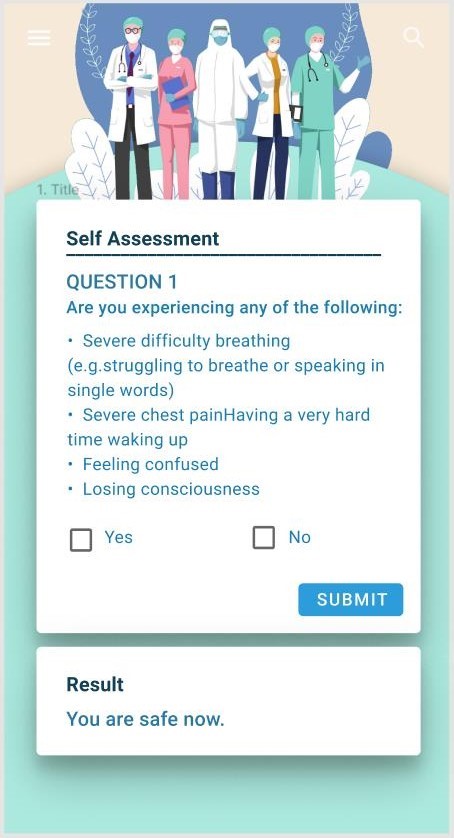 1. Title
Self Assessment
QUESTION 1
Are you experiencing any of the following:
• Severe difficulty breathing
(e.g.struggling to breathe or speaking in
single words)
• Severe chest painHaving a very hard
time waking up
• Feeling confused
• Losing consciousness
Yes No
SUBMIT
Result
You are safe now.